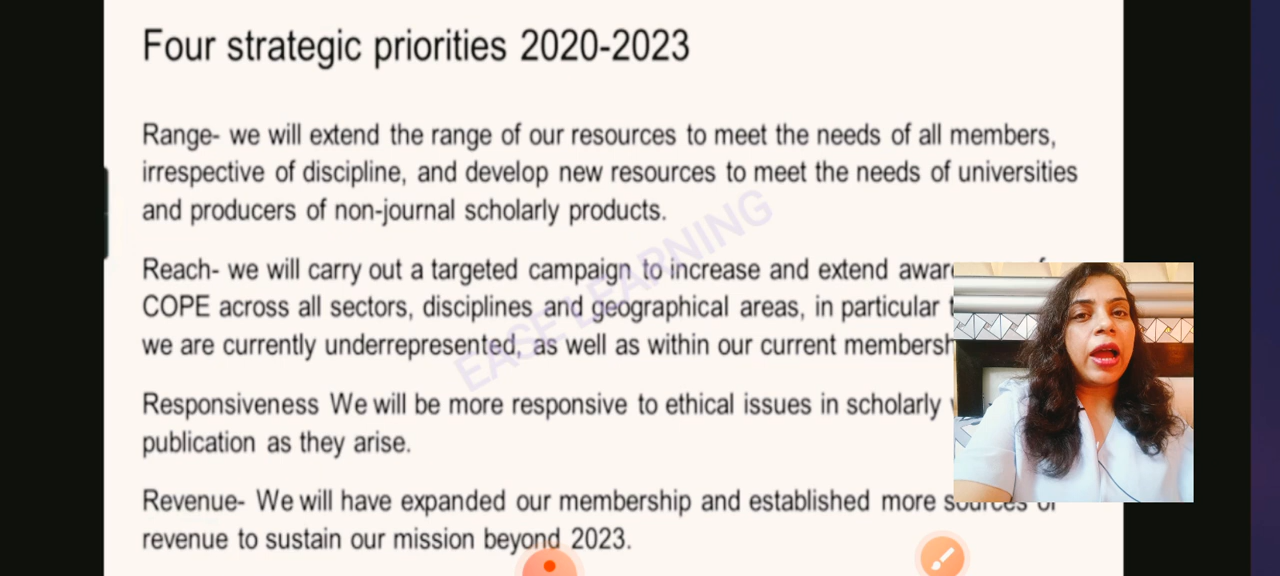 Four strategic priorities 2020-2023
Range- we will extend the range of our resources to meet the needs of all members,
irrespective of discipline, and develop new resources to meet the needs of universities
and producers of non-journal scholarly products.
Reach- we will carry out a targeted campaign to increase and extend
COPE across all sectors, disciplines and geographical areas, in particular
we are currently underrepresented, as well as within our current
Responsiveness We will be more responsive to ethical issues in scholarly
publication as they arise.
Revenue- We will have expanded our membership and established more sources of
revenue to sustain our mission beyond 2023.
EASE LEARNING